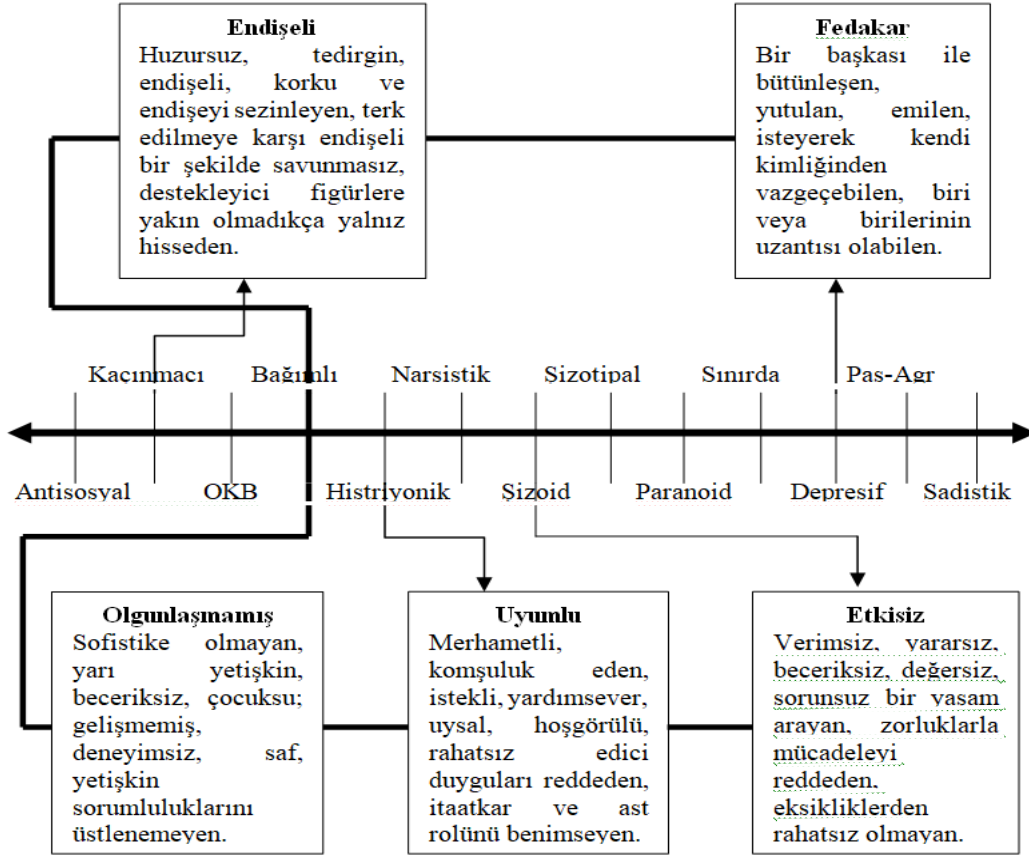 Endişeli
Huzursuz, tedirgin,
endişeli, korku ve
endişeyi sezinleyen, terk
edilmeye karşı endişeli
bir şekilde savunmasız,
destekleyici figürlere
yakın olmadıkça yalnız
hisseden.
Fedakar
Bir başkası ile
bütünleşen,
yutulan, emilen,
isteyerek kendi
kimliğinden
vazgeçebilen, biri
veya birilerinin
uzantısı olabilen.
Kaçınmacı Bağımlı Narsistik Şizotipal Sınırda Pas-Agr
Antisosyal OKB Histriyonik Şizoid Paranoid Depresif Sadistik
Olgunlaşmamış
Sofistike olmayan,
yarı yetişkin,
beceriksiz, çocuksu;
gelişmemiş,
deneyimsiz, saf,
yetişkin
sorumluluklarını
üstlenemeyen.
Uyumlu
Merhametli,
komşuluk eden,
istekli, yardımsever,
uysal, hoşgörülü,
rahatsız edici
duyguları reddeden,
itaatkar ve ast
rolünü benimseyen.
Etkisiz
Verimsiz, yararsız,
beceriksiz, değersiz,
sorunsuz bir yaşam
arayan, zorluklarla
mücadeleyi
reddeden,
eksikliklerden
rahatsız olmayan.